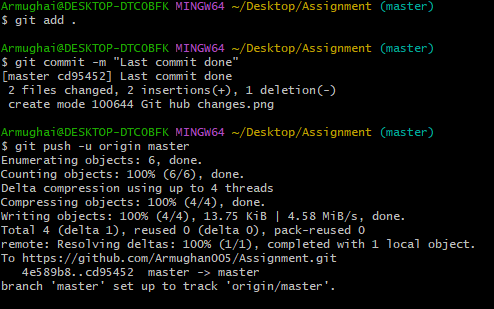 Armughai@DESKTOP-DTCOBFK MINGW64 ~/Desktop/Assignment (master)
$ git add .
Armughai@DESKTOP-DTCOBFK MINGW64 ~/Desktop/Assignment (master)
$ git commit -m "Last commit done"
[master cd95452] Last commit done
 2 files changed, 2 insertions(+), 1 deletion(-)
 create mode 100644 Git hub changes.png
Armughai@DESKTOP-DTCOBFK MINGW64 ~/Desktop/Assignment (master)
$ git push -u origin master
Enumerating objects: 6, done.
Counting objects: 100% (6/6), done.
Delta compression using up to 4 threads
Compressing objects: 100% (4/4), done.
Writing objects: 100% (4/4), 13.75 KiB | 4.58 MiB/s, done.
Total 4 (delta 1), reused 0 (delta 0), pack-reused 0
remote: Resolving deltas: 100% (1/1), completed with 1 local object.
To https://github.com/Armughan005/Assignment.git
   4e589b8..cd95452  master -> master
branch 'master' set up to track 'origin/master'.